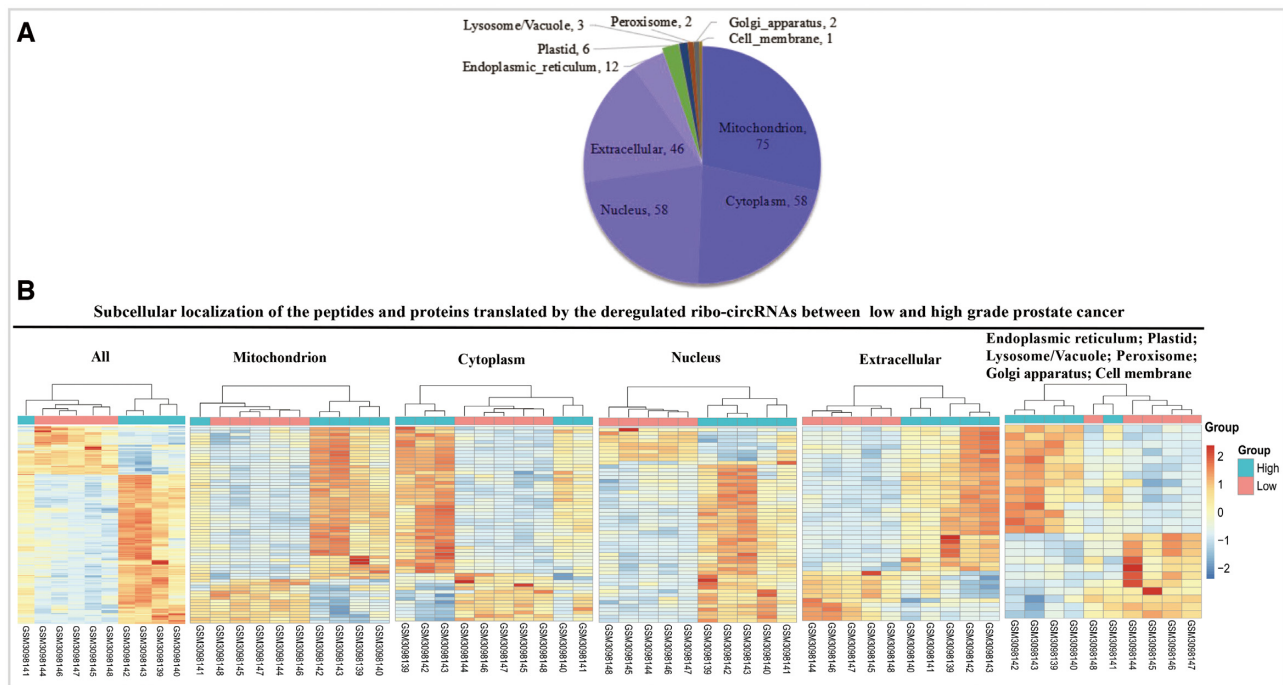 A
Lysosome/Vacuole, 3
Peroxisome, 2
Golgi_apparatus, 2
Cell_membrane, 1
Plastid, 6
Endoplasmic_reticulum, 12
Mitochondrion,
75
Extracellular, 46
Cytoplasm, 58
Nucleus, 58
B
Subcellular localization of the peptides and proteins translated by the deregulated ribo-circRNAs between low and high grade prostate cancer
All
Mitochondrion
Cytoplasm
Nucleus
Extracellular
Endoplasmic reticulum; Plastid;
Lysosome/Vacuole; Peroxisome;
Golgi apparatus; Cell membrane
Group
Group
High
Low
2
1
0
−1
−2
GSM3098141
GSM3098144
GSM3098146
GSM3098147
GSM3098145
GSM3098148
GSM3098142
GSM3098143
GSM3098139
GSM3098140
GSM3098141
GSM3098148
GSM3098145
GSM3098147
GSM3098144
GSM3098146
GSM3098142
GSM3098143
GSM3098139
GSM3098140
GSM3098139
GSM3098142
GSM3098143
GSM3098144
GSM3098146
GSM3098147
GSM3098145
GSM3098148
GSM3098140
GSM3098141
GSM3098148
GSM3098145
GSM3098144
GSM3098146
GSM3098147
GSM3098139
GSM3098142
GSM3098143
GSM3098140
GSM3098141
GSM3098144
GSM3098146
GSM3098147
GSM3098145
GSM3098148
GSM3098140
GSM3098141
GSM3098139
GSM3098142
GSM3098143
GSM3098142
GSM3098143
GSM3098139
GSM3098140
GSM3098148
GSM3098141
GSM3098144
GSM3098145
GSM3098146
GSM3098147